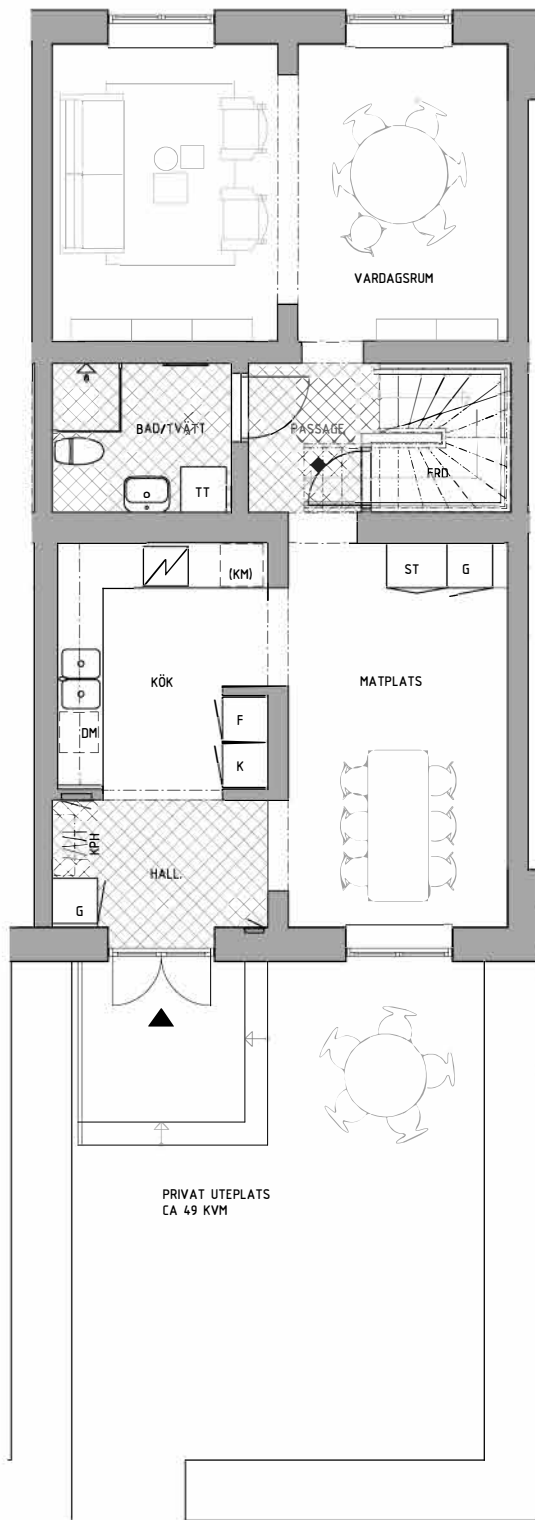 VARDAGSRUM
BAD/TVÄTT
PASSAGE
TT
FRD
(KM)
ST
G
KÖK
MATPLATS
F
DM
K
KPH
HALL.
G
PRIVAT UTEPLATS
CA 49 KVM